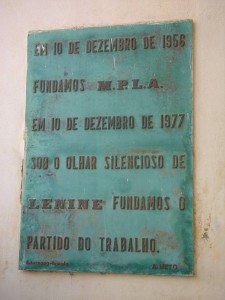 EM 10 DE DEZEMBRO DE 1956
FUNDAMOS M.P.L.A.
EM 10 DE DEZEMBRO DE 1977
SOB O OLHAR SILENCIOSO DE
LENINE FUNDAMOS O
PARTIDO DO TRABALHO.
A. NETO